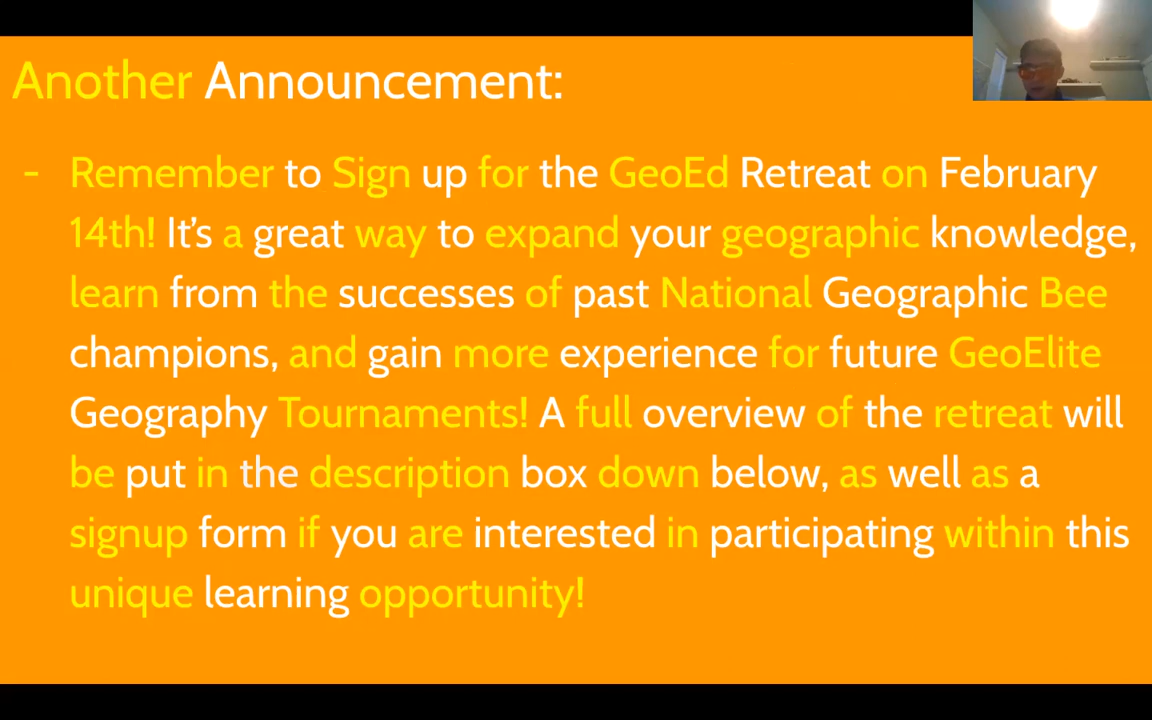 Another Announcement:
- Remember to Sign up for the GeoEd Retreat on February
14th! It's a great way to expand your geographic knowledge,
learn from the successes of past National Geographic Bee
champions, and gain more experience for future GeoElite
Geography Tournaments! A full overview of the retreat will
be put in the description box down below, as well as a
signup form if you are interested in participating within this
unique learning opportunity!